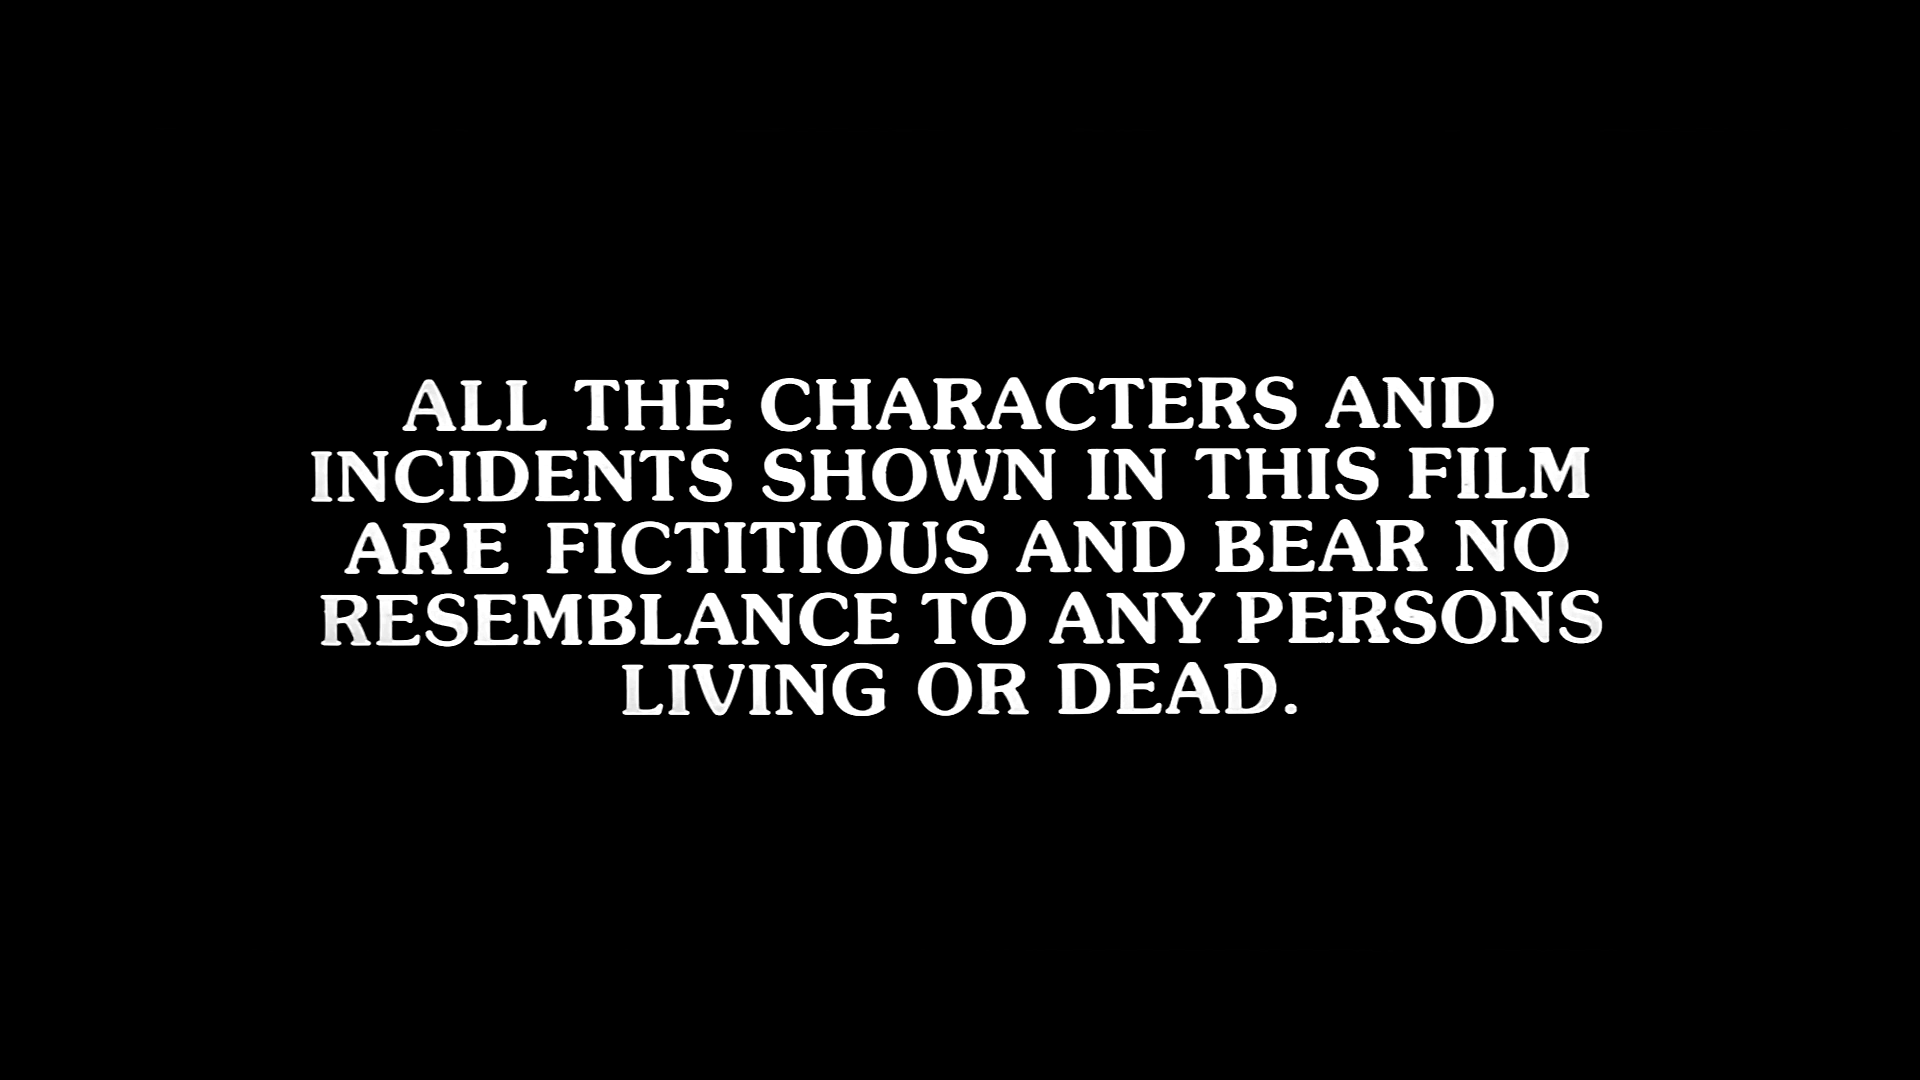 ALL THE CHARACTERS AND
INCIDENTS SHOWN IN THIS FILM
ARE FICTITIOUS AND BEAR NO
RESEMBLANCE TO ANY PERSONS
LIVING OR DEAD.